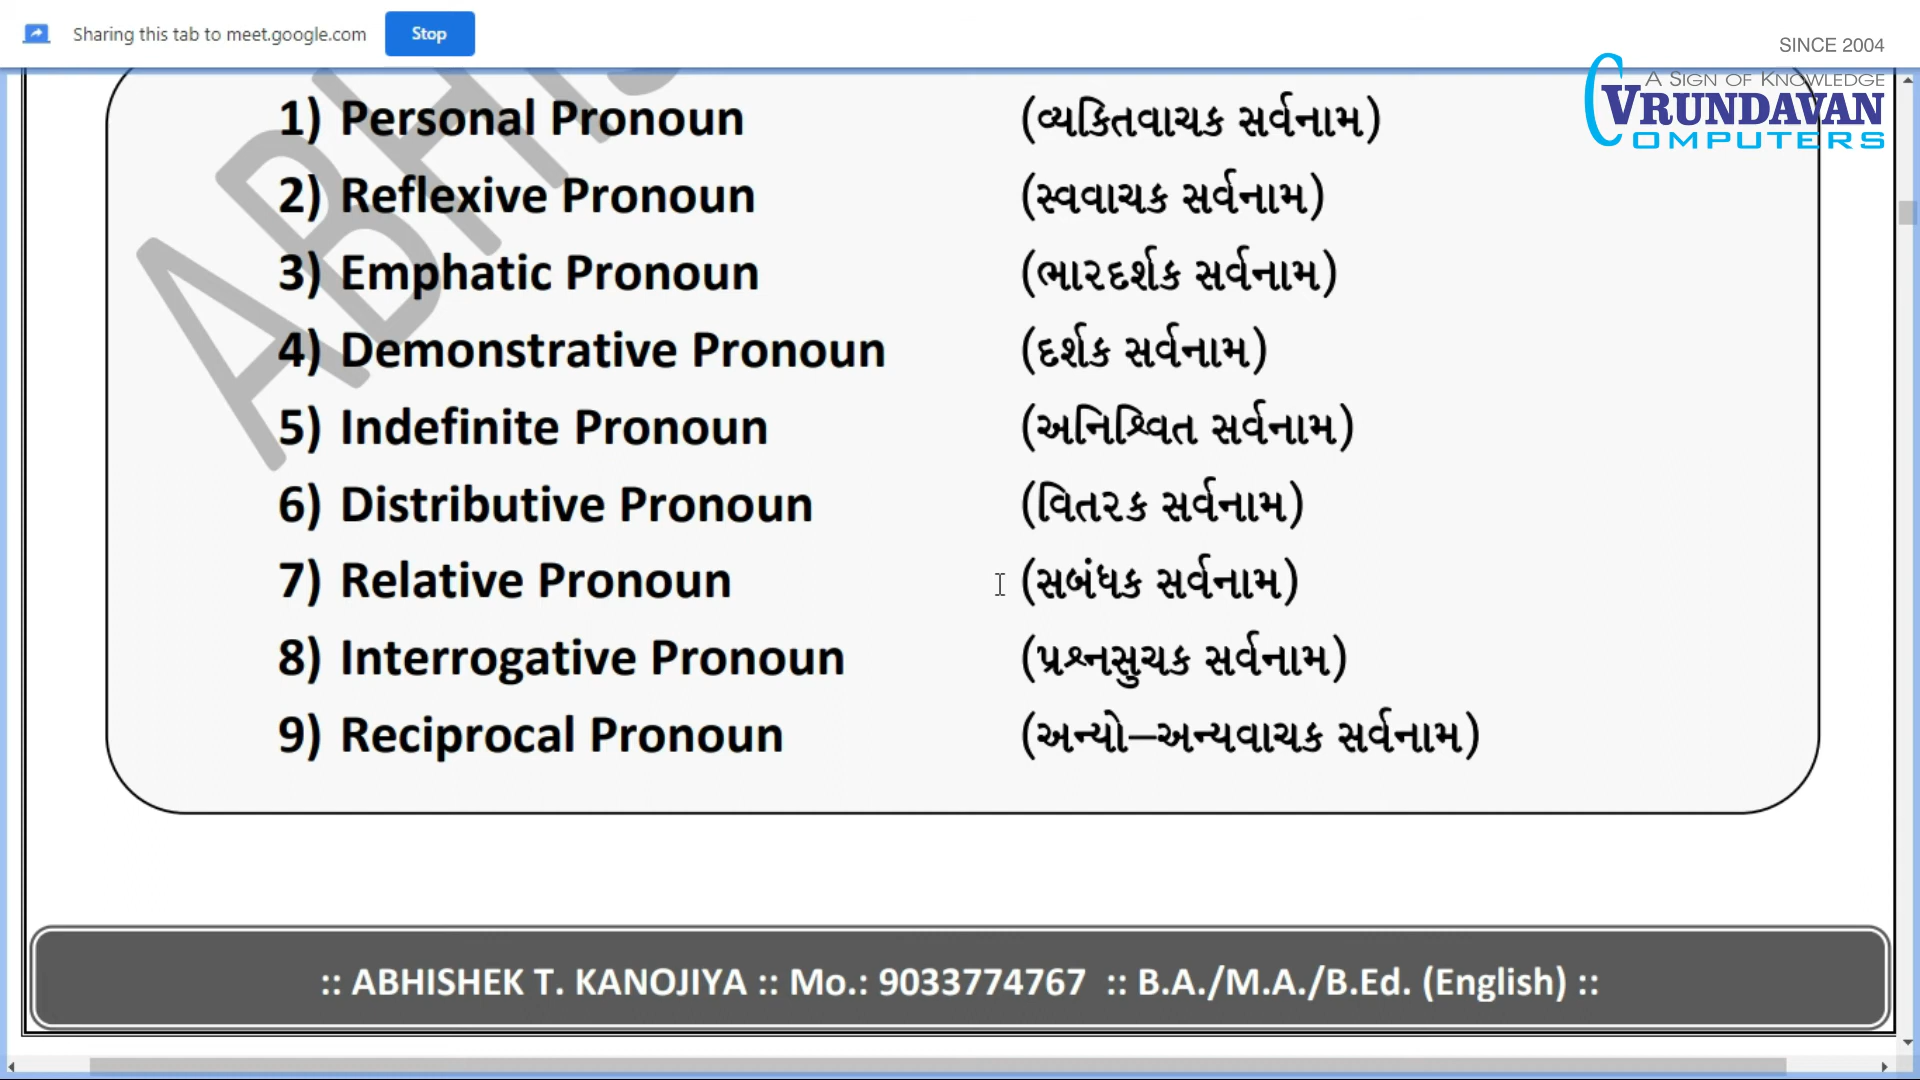 Sharing this tab to meet.google.com Stop
SINCE 2004
A SIGN OF KNOWLEDGE
VRUNDAVAN
COMPUTERS
1) Personal Pronoun (વ્યકિતવાચક સર્વનામ)
2) Reflexive Pronoun (સ્વવાચક સર્વનામ)
3) Emphatic Pronoun (ભારદર્શક સર્વનામ)
4) Demonstrative Pronoun (દર્શક સર્વનામ)
5) Indefinite Pronoun (અનિશ્વિત સર્વનામ)
6) Distributive Pronoun (વિતરક સર્વનામ)
7) Relative Pronoun (સબંધક સર્વનામ)
8) Interrogative Pronoun (પ્રશ્નસુચક સર્વનામ)
9) Reciprocal Pronoun (અન્યો–અન્યવાચક સર્વનામ)
:: ABHISHEK T. KANOJIYA :: Mo.: 9033774767 :: B.A./M.A./B.Ed. (English) ::